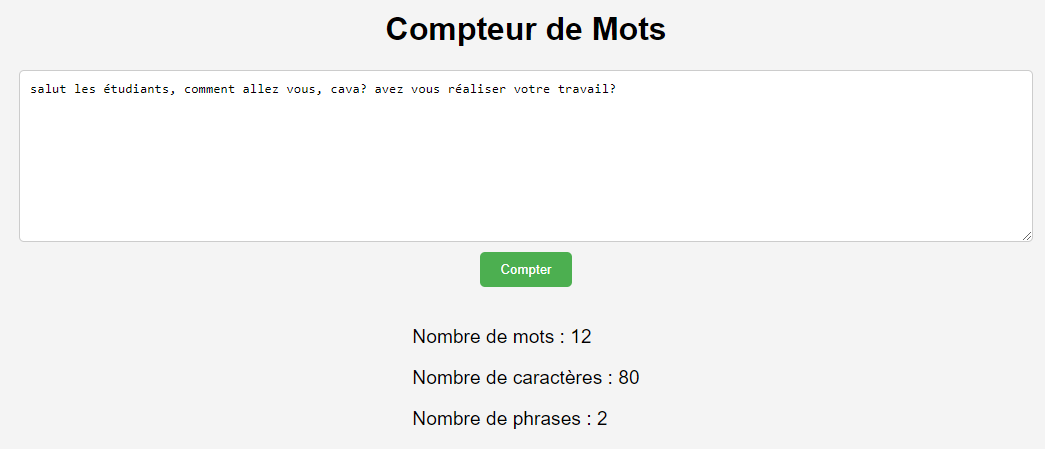 Compteur de Mots
salut les étudiants, comment allez vous, cava? avez vous réaliser votre travail?
Compter
Nombre de mots : 12
Nombre de caractères : 80
Nombre de phrases : 2